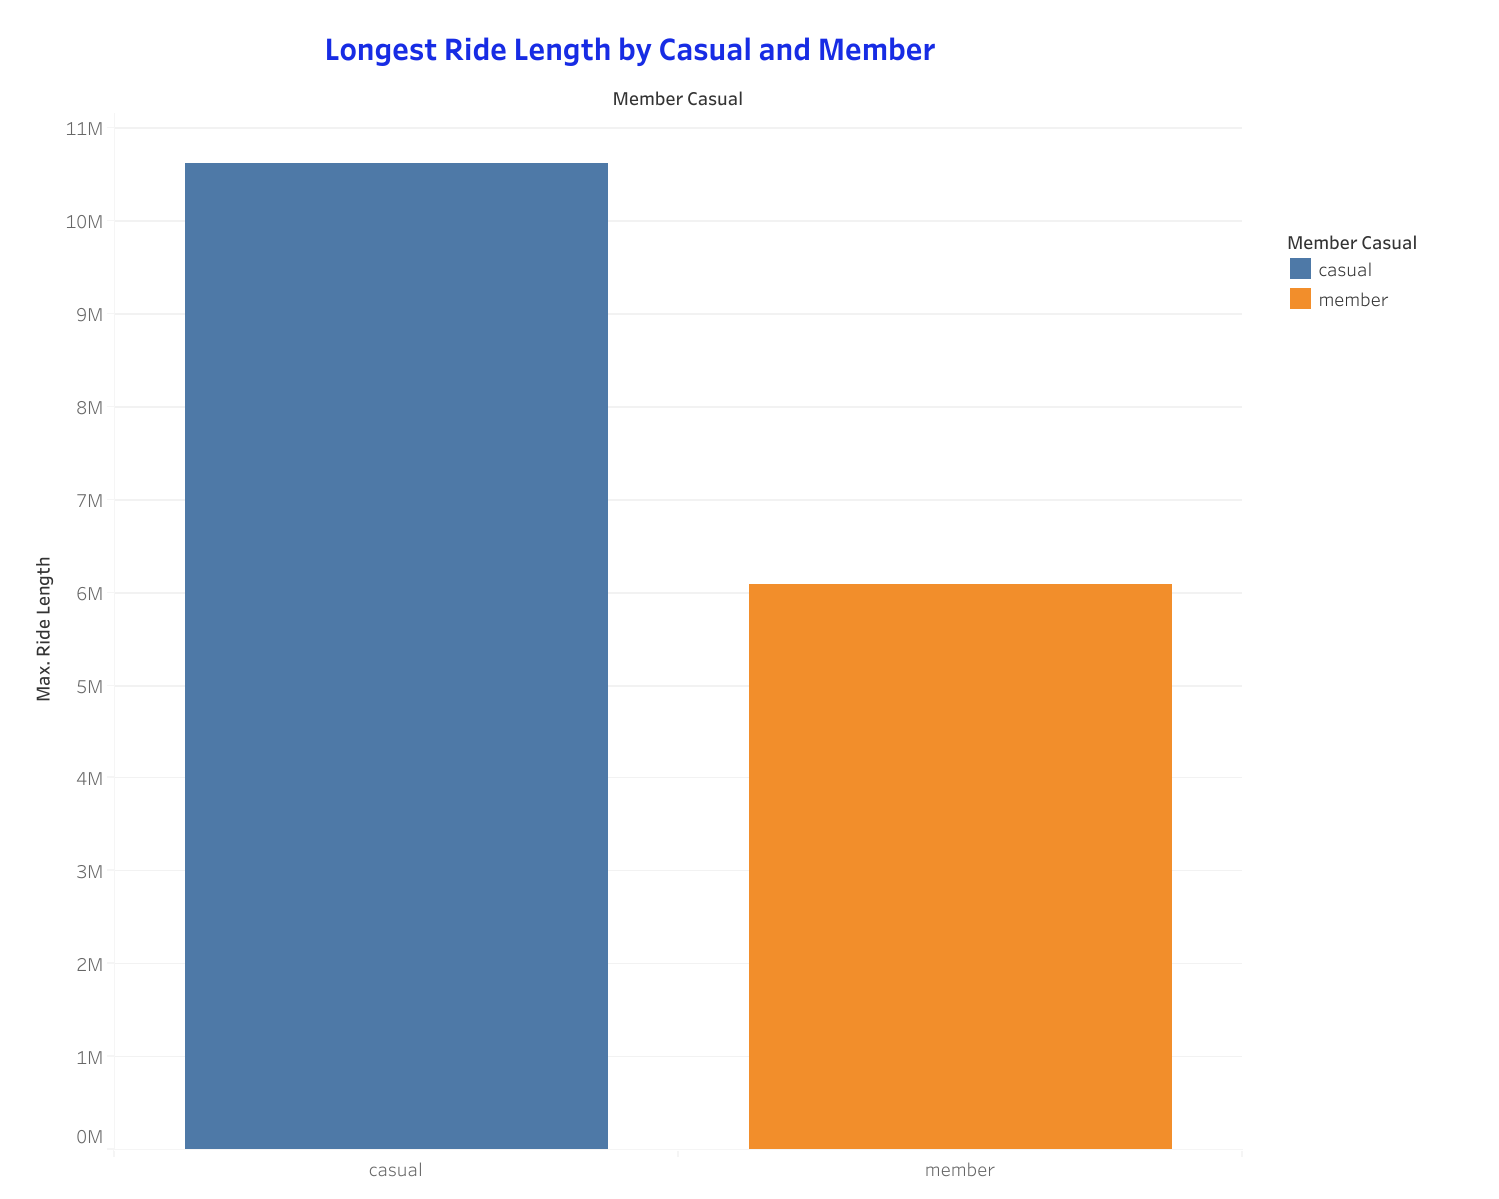 Longest Ride Length by Casual and Member
Member Casual
11M
10M
9M
8M
7M
6M
5M
4M
3M
2M
1M
0M
Max. Ride Length
casual
member
Member Casual
casual
member